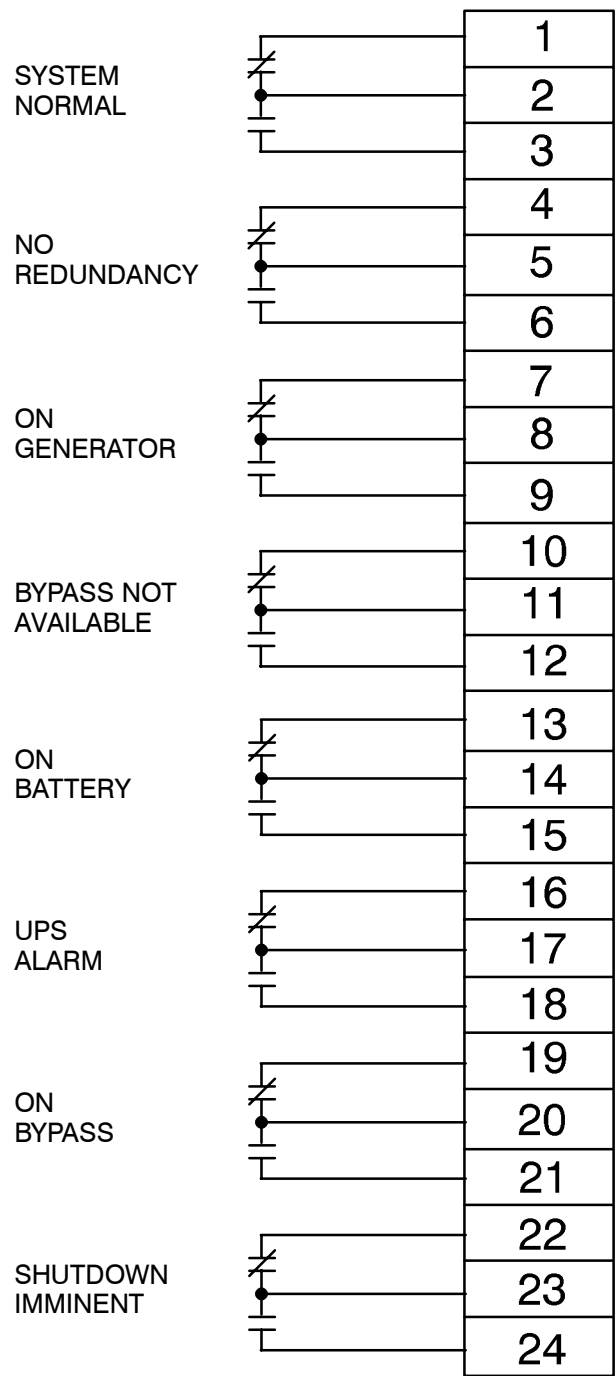 1
SYSTEM
NORMAL
2
3
4
NO
REDUNDANCY
5
6
7
ON
GENERATOR
8
9
10
BYPASS NOT
AVAILABLE
11
12
13
ON
BATTERY
14
15
16
UPS
ALARM
17
18
19
ON
BYPASS
20
21
22
SHUTDOWN
IMMINENT
23
24